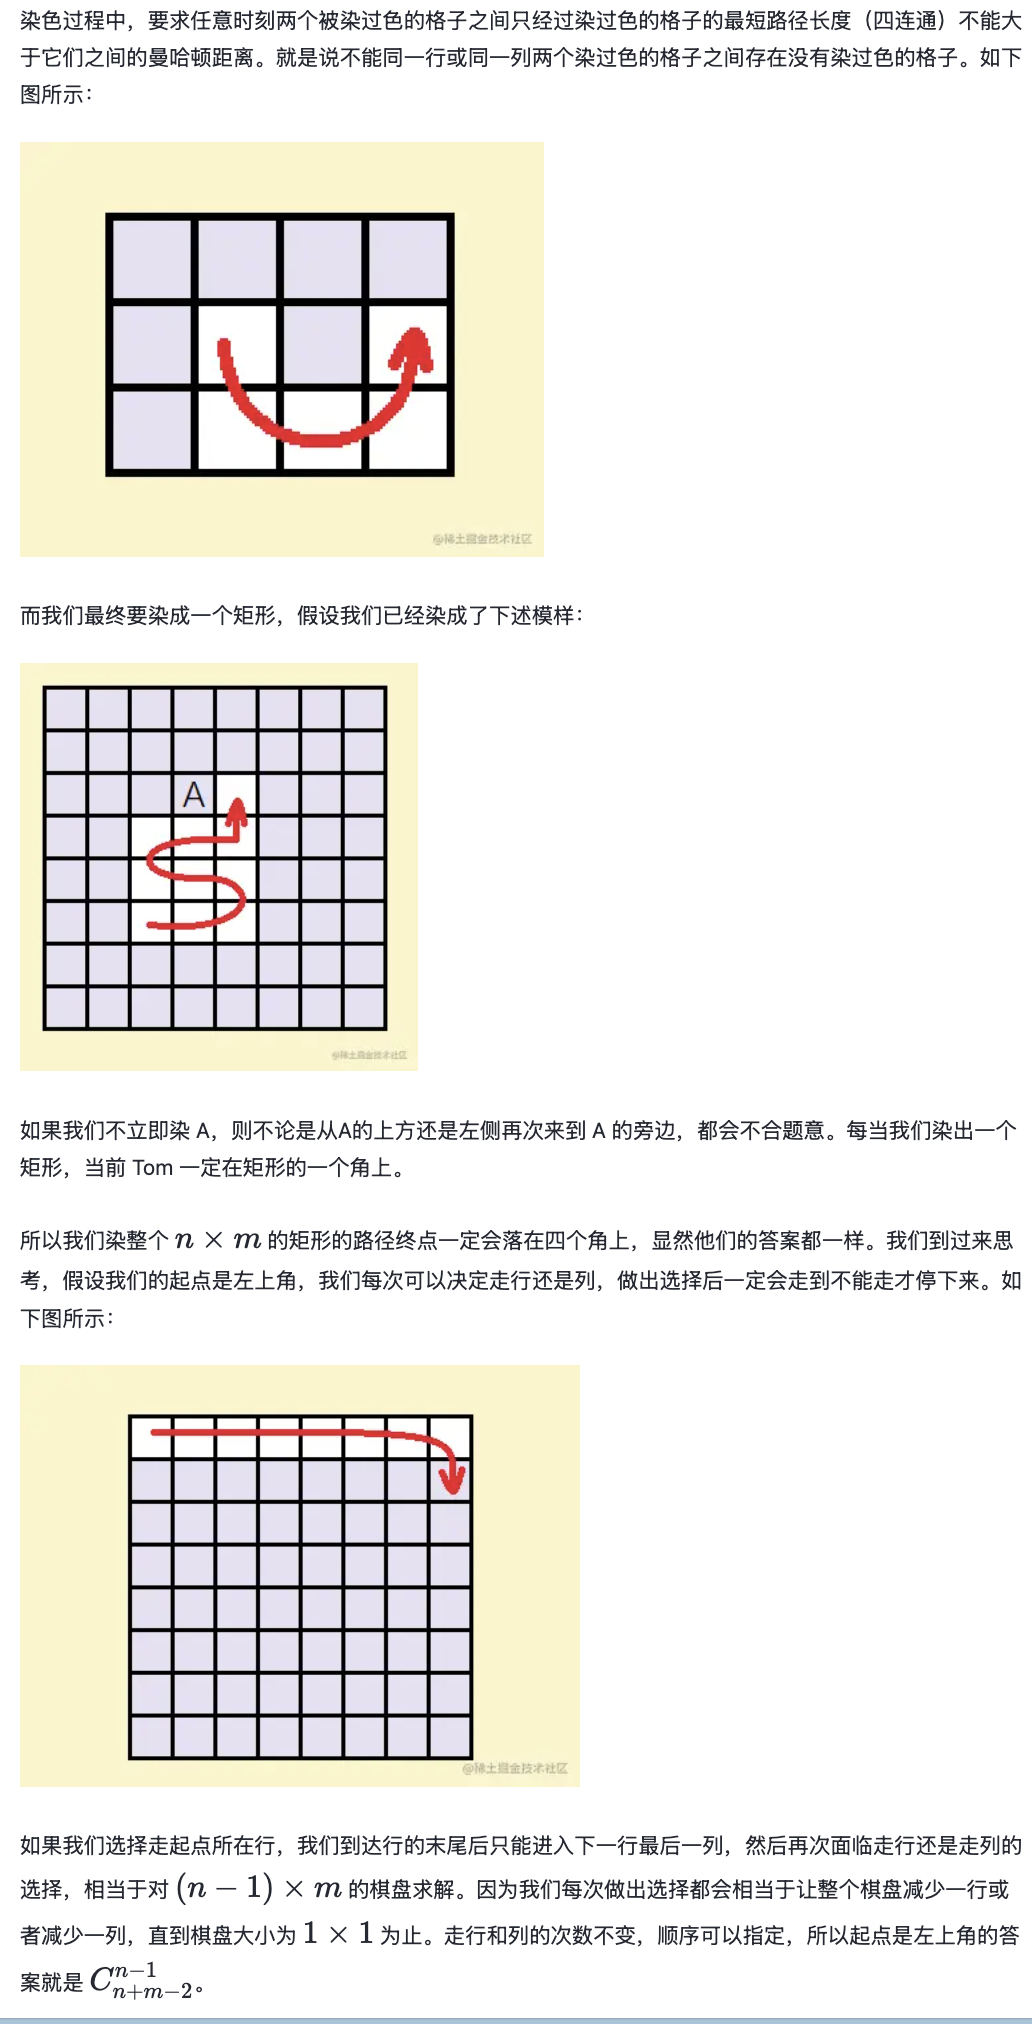 染色过程中，要求任意时刻两个被染过色的格子之间只经过染过色的格子的最短路径长度（四连通）不能大
于它们之间的曼哈顿距离。就是说不能同一行或同一列两个染过色的格子之间存在没有染过色的格子。如下
图所示：
@稀土掘金技术社区
而我们最终要染成一个矩形，假设我们已经染成了下述模样：
A
@稀土掘金技术社区
如果我们不立即染 A，则不论是从A的上方还是左侧再次来到 A 的旁边，都会不合题意。每当我们染出一个
矩形，当前 Tom 一定在矩形的一个角上。
所以我们染整个 n × m 的矩形的路径终点一定会落在四个角上，显然他们的答案都一样。我们到过来思
考，假设我们的起点是左上角，我们每次可以决定走行还是列，做出选择后一定会走到不能走才停下来。如
下图所示：
@稀土掘金技术社区
如果我们选择走起点所在行，我们到达行的末尾后只能进入下一行最后一列，然后再次面临走行还是走列的
选择，相当于对 (n − 1) × m 的棋盘求解。因为我们每次做出选择都会相当于让整个棋盘减少一行或
者减少一列，直到棋盘大小为 1 × 1 为止。走行和列的次数不变，顺序可以指定，所以起点是左上角的答
案就是 $C_{n+m-2}^{n-1}$。